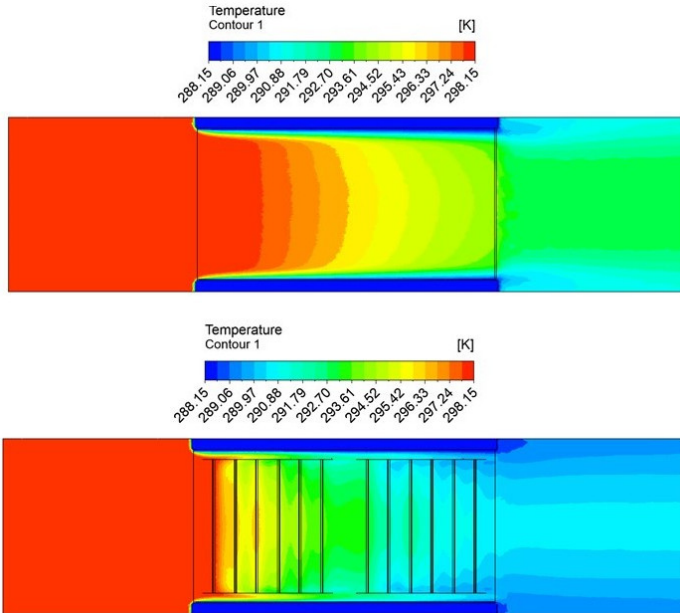 Temperature
Contour 1
[K]
288.15 289.06 289.97 290.88 291.79 292.70 293.61 294.52 295.43 296.33 297.24 298.15
Temperature
Contour 1
[K]
288.15 289.06 289.97 290.88 291.79 292.70 293.61 294.52 295.42 296.33 297.24 298.15